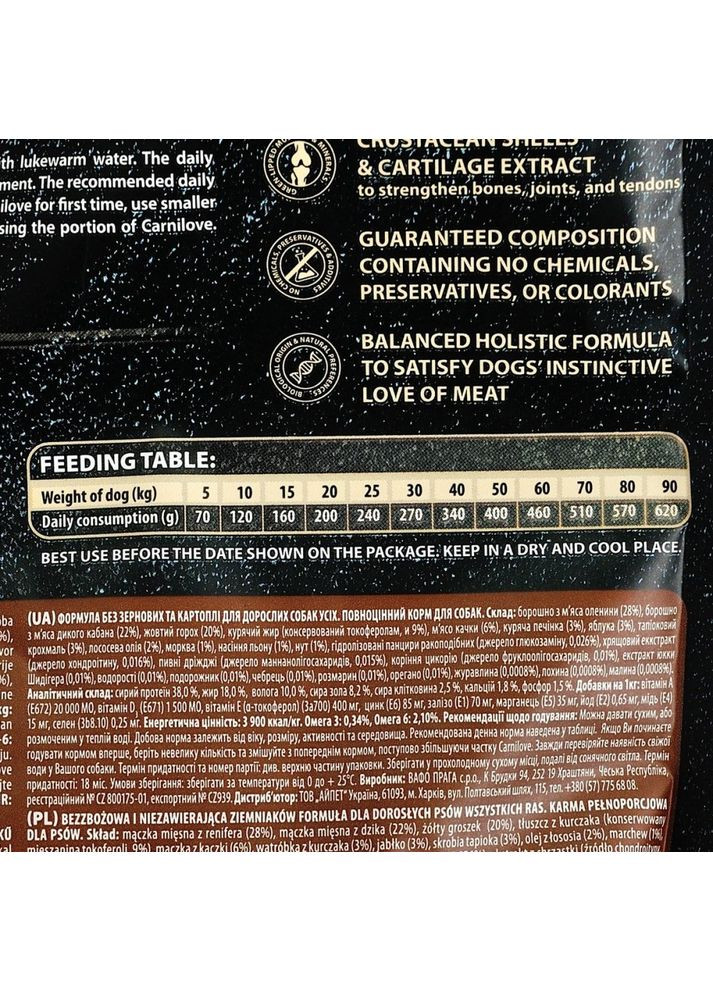 th lukewarm water. The daily
ment. The recommended daily
ilove for first time, use smaller
sing the portion of Carnilove.
CRUSTACEAN SHELLS
& CARTILAGE EXTRACT
to strengthen bones, joints, and tendons
NO CHEMICALS, PRESERVATIVES & ADDITIVES
GUARANTEED COMPOSITION
CONTAINING NO CHEMICALS,
PRESERVATIVES, OR COLORANTS
BIOLOGICAL ORIGIN & NATURAL PREFERENCES
BALANCED HOLISTIC FORMULA
TO SATISFY DOGS' INSTINCTIVE
LOVE OF MEAT
FEEDING TABLE:
Weight of dog (kg) 5 10 15 20 25 30 40 50 60 70 80 90
Daily consumption (g) 70 120 160 200 240 270 340 400 460 510 570 620
BEST USE BEFORE THE DATE SHOWN ON THE PACKAGE. KEEP IN A DRY AND COOL PLACE.
(UA) ФОРМУЛА БЕЗ ЗЕРНОВИХ ТА КАРТОПЛІ ДЛЯ ДОРОСЛИХ СОБАК УСІХ. ПОВНОЦІННИЙ КОРМ ДЛЯ СОБАК. Склад: борошно з м'яса оленини (28%), борошно
з м'яса дикого кабана (22%), жовтий горох (20%), курячий жир (консервований токоферолам, и 9%), м'ясо качки (6%), куряча печінка (3%), яблука (3%), тапіоковий
крохмаль (3%), лососева олія (2%), морква (1%), насіння льону (1%), нут (1%), гідролізовані панцири ракоподібних (джерело глюкозаміну, 0,026%), хрящовий екстракт
(джерело хондроітину, 0,016%), пивні дріжджі (джерело маннанолігосахаридів, 0,015%), коріння цикорію (джерело фруктоолігосахаридів, 0,01%), екстракт юкки
Шидігера (0,01%), водорості (0,01%), подорожник (0,01%), чебрець (0,01%), розмарин (0,01%), орегано (0,01%), журавлина (0,0008%), лохина (0,0008%), малина (0,0008%).
Аналітичний склад: сирий протеїн 38,0 %, жир 18,0 %, волога 10,0 %, сира зола 8,2 %, сира клітковина 2,5 %, кальцій 1,8 %, фосфор 1,5 %. Добавки на 1кг: вітамін A
(E672) 20 000 MO, вітамін D₃ (E671) 1 500 MO, вітамін E (α-токоферол) (3a700) 400 мг, цинк (E6) 85 мг, залізо (E1) 70 мг, марганець (E5) 35 мг, йод (E2) 0,65 мг, мідь (E4)
15 мг, селен (3b8.10) 0,25 мг. Енергетична цінність: 3 900 ккал/кг. Омега 3: 0,34%, Омега 6: 2,10%. Рекомендації щодо годування: Можна давати сухим, або
розмоченим у теплій воді. Добова норма залежить від віку, розміру, активності та середовища. Рекомендована денна норма наведена у таблиці. Якщо Ви починаєте
годувати кормом вперше, беріть невелику кількість та змішуйте з попереднім кормом, поступово збільшуючи частку Carnilove. Завжди перевіряйте наявність свіжої
води у Вашого собаки. Термін придатності та номер партії: див. верхню частину упаковки. Зберігати у прохолодному сухому місці, подалі від сонячного світла. Термін
придатності: 18 міс. Умови зберігання: зберігати за температури від 0 до + 25°C. Виробник: ВАФО ПРАГА с.р.о., К Брудки 94, 252 19 Храштяни, Чеська Республіка,
реєстраційний № CZ 800175-01, експортний № CZ939. Дистриб'ютор: ТОВ „АЙПЕТ" Україна, 61093, м. Харків, вул. Полтавський шлях, 115, тел.: +380 (57) 775 68 08.
(PL) BEZZBOŻOWA I NIEZAWIERAJĄCA ZIEMNIAKÓW FORMUŁA DLA DOROSŁYCH PSÓW WSZYSTKICH RAS. KARMA PEŁNOPORCJOWA
DLA PSÓW. Skład: mączka mięsna z renifera (28%), mączka mięsna z dzika (22%), żółty groszek (20%), tłuszcz z kurczaka (konserwowany
mieszaniną tokoferoli, 9%), mączka z kaczki (6%), wątróbka z kurczaka (3%), jabłko (3%), skrobia tapioka (3%), olej z łososia (2%), marchew (1%)